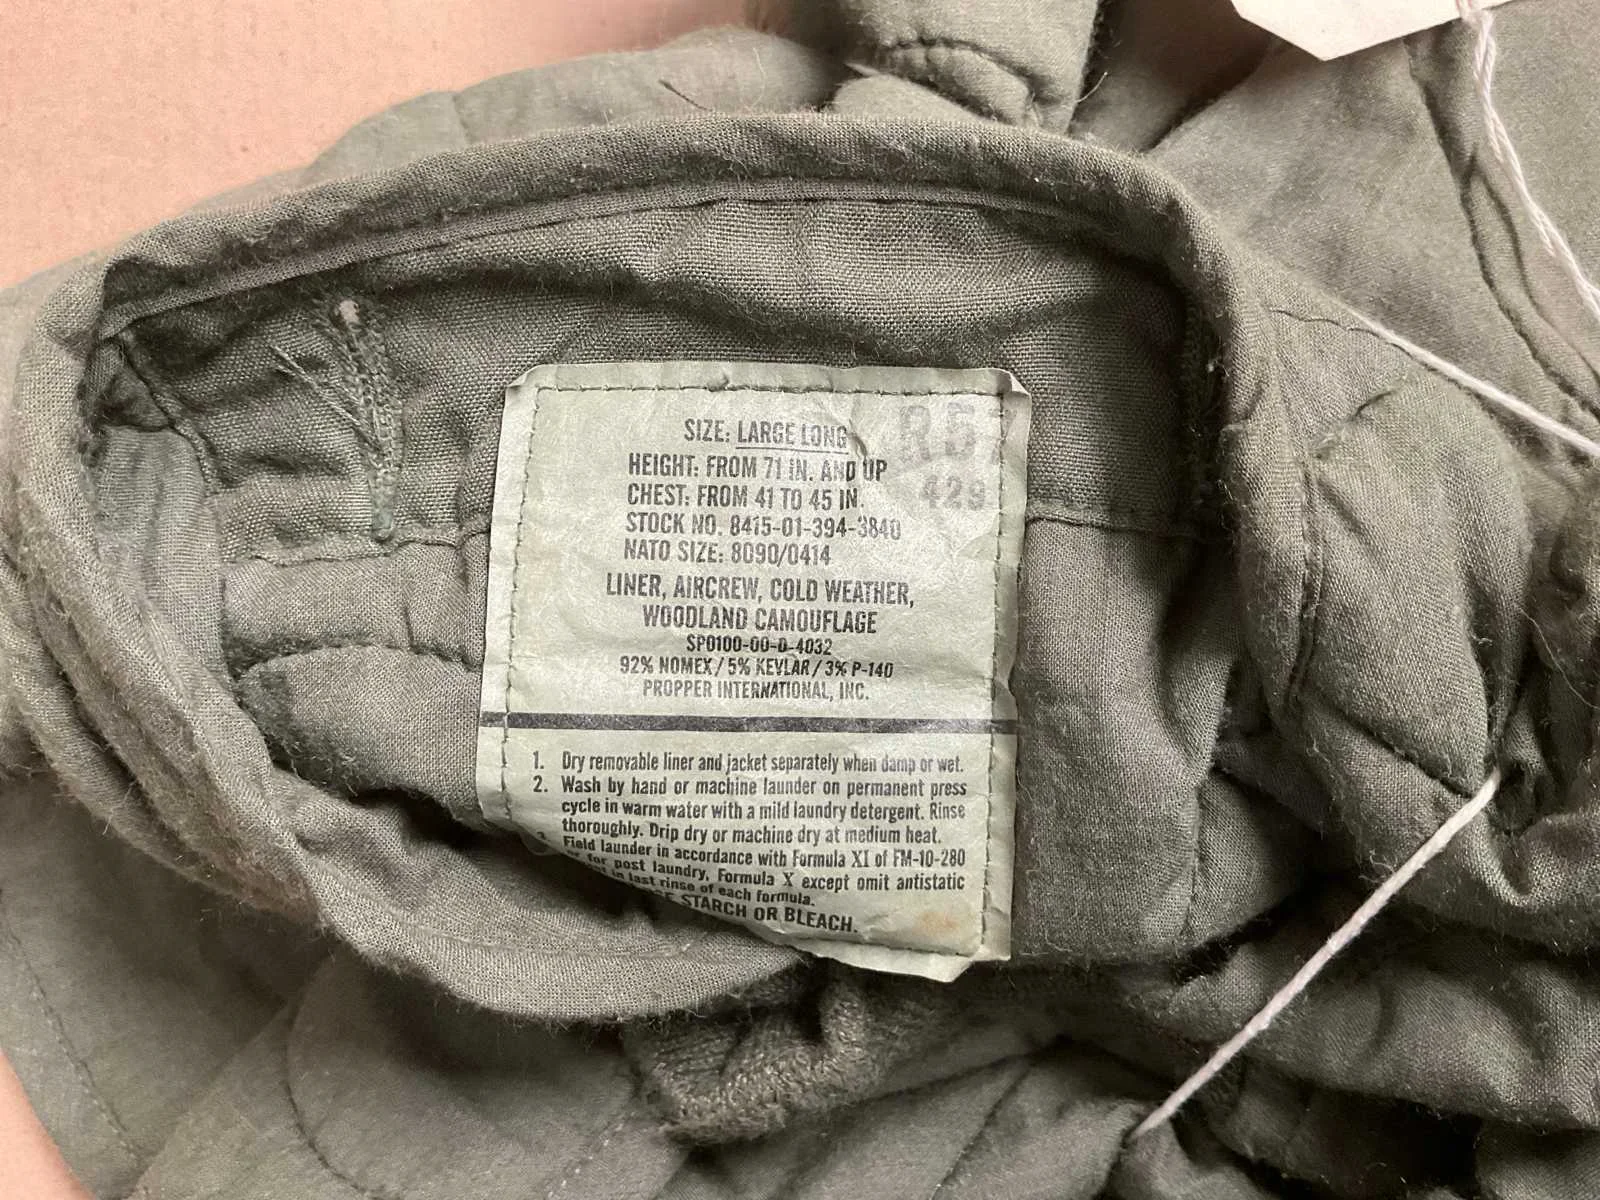 SIZE: LARGE LONG
R57
HEIGHT: FROM 71 IN. AND UP
CHEST: FROM 41 TO 45 IN.
429
STOCK NO. 8415-01-394-3840
NATO SIZE: 8090/0414
LINER, AIRCREW, COLD WEATHER,
WOODLAND CAMOUFLAGE
SP0100-00-D-4032
92% NOMEX / 5% KEVLAR / 3% P-140
PROPPER INTERNATIONAL, INC.
1. Dry removable liner and jacket separately when damp or wet.
2. Wash by hand or machine launder on permanent press
cycle in warm water with a mild laundry detergent. Rinse
thoroughly. Drip dry or machine dry at medium heat.
3. Field launder in accordance with Formula XI of FM-10-280
or for post laundry, Formula X except omit antistatic
in last rinse of each formula.
STARCH OR BLEACH.